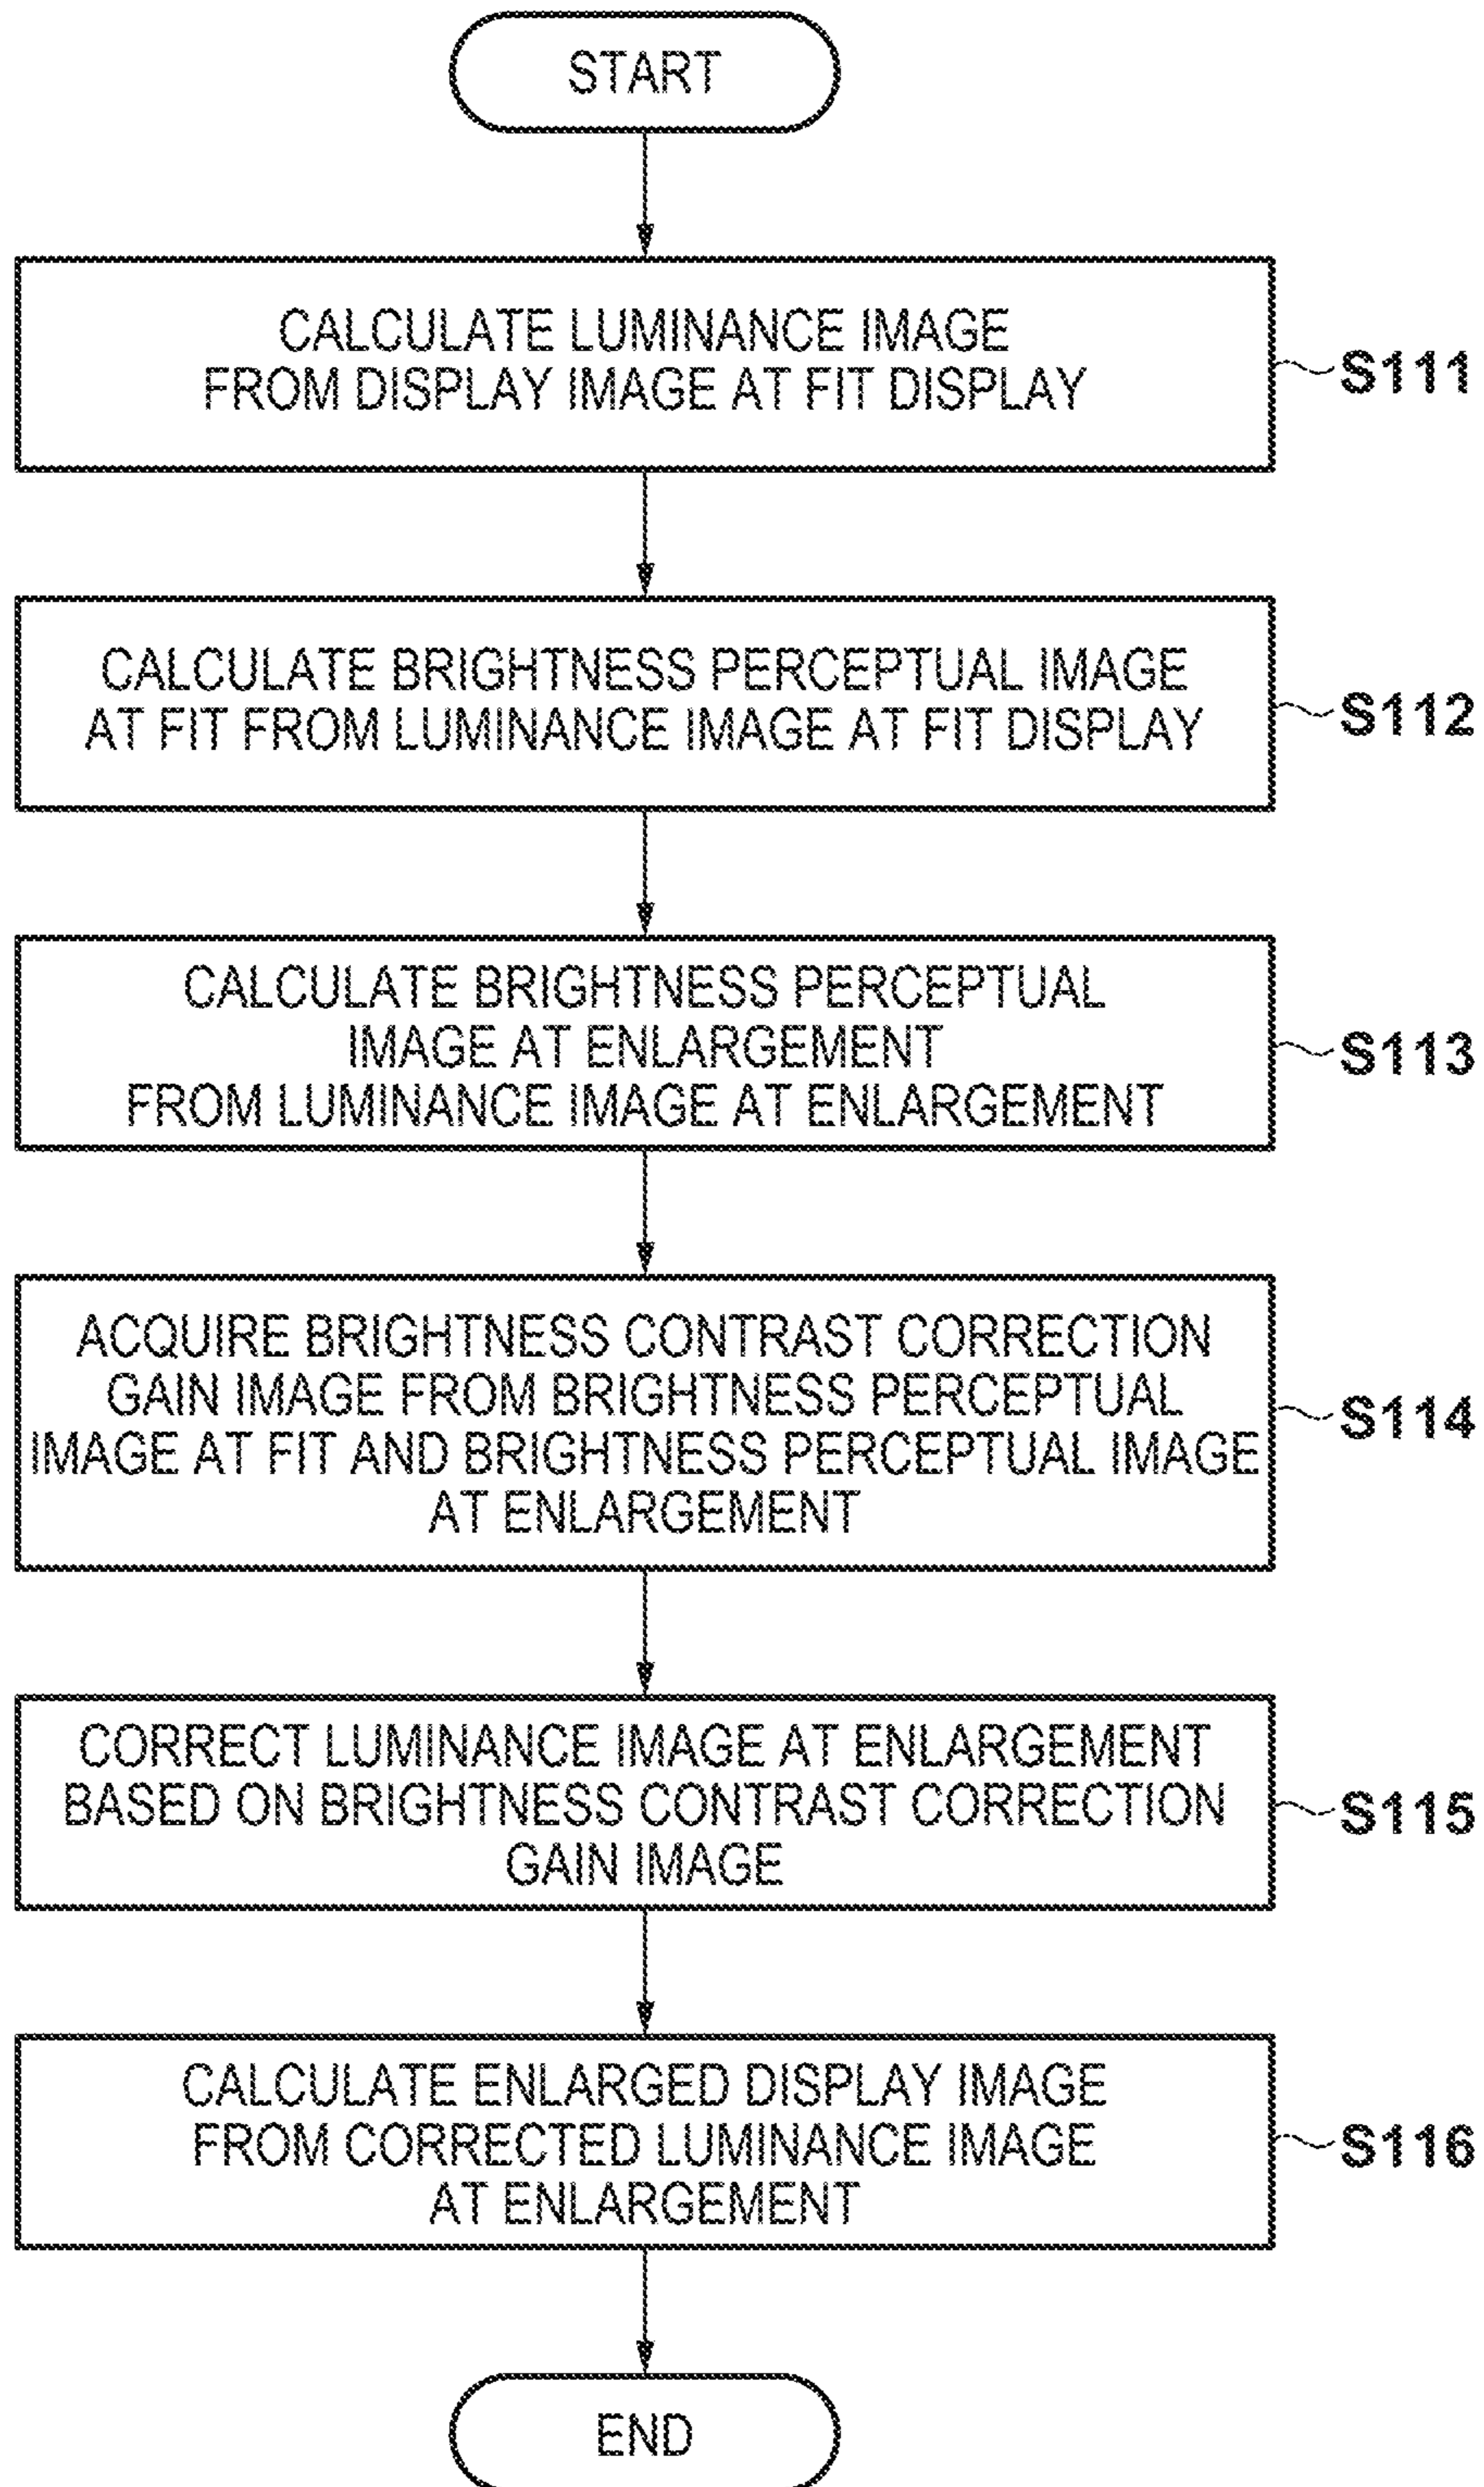 START
CALCULATE LUMINANCE IMAGE
FROM DISPLAY IMAGE AT FIT DISPLAY
S111
CALCULATE BRIGHTNESS PERCEPTUAL IMAGE
AT FIT FROM LUMINANCE IMAGE AT FIT DISPLAY
S112
CALCULATE BRIGHTNESS PERCEPTUAL
IMAGE AT ENLARGEMENT
FROM LUMINANCE IMAGE AT ENLARGEMENT
S113
ACQUIRE BRIGHTNESS CONTRAST CORRECTION
GAIN IMAGE FROM BRIGHTNESS PERCEPTUAL
IMAGE AT FIT AND BRIGHTNESS PERCEPTUAL IMAGE
AT ENLARGEMENT
S114
CORRECT LUMINANCE IMAGE AT ENLARGEMENT
BASED ON BRIGHTNESS CONTRAST CORRECTION
GAIN IMAGE
S115
CALCULATE ENLARGED DISPLAY IMAGE
FROM CORRECTED LUMINANCE IMAGE
AT ENLARGEMENT
S116
END